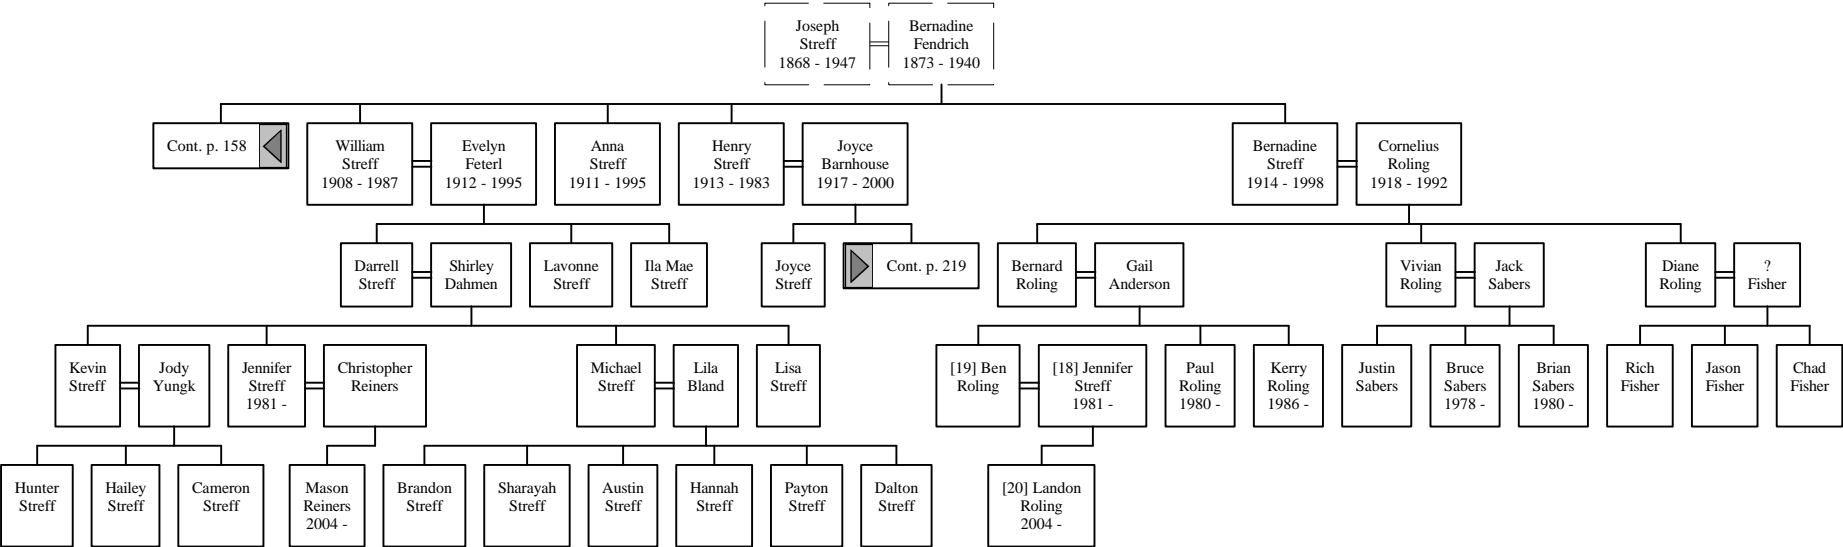 Joseph
Streff
1868 - 1947
Bernadine
Fendrich
1873 - 1940
Cont. p. 158
William
Streff
1908 - 1987
Evelyn
Feterl
1912 - 1995
Anna
Streff
1911 - 1995
Henry
Streff
1913 - 1983
Joyce
Barnhouse
1917 - 2000
Bernadine
Streff
1914 - 1998
Cornelius
Roling
1918 - 1992
Darrell
Streff
Shirley
Dahmen
Lavonne
Streff
Ila Mae
Streff
Joyce
Streff
Cont. p. 219
Bernard
Roling
Gail
Anderson
Vivian
Roling
Jack
Sabers
Diane
Roling
?
Fisher
Kevin
Streff
Jody
Yungk
Jennifer
Streff
1981 -
Christopher
Reiners
Michael
Streff
Lila
Bland
Lisa
Streff
[19] Ben
Roling
[18] Jennifer
Streff
1981 -
Paul
Roling
1980 -
Kerry
Roling
1986 -
Justin
Sabers
Bruce
Sabers
1978 -
Brian
Sabers
1980 -
Rich
Fisher
Jason
Fisher
Chad
Fisher
Hunter
Streff
Hailey
Streff
Cameron
Streff
Mason
Reiners
2004 -
Brandon
Streff
Sharayah
Streff
Austin
Streff
Hannah
Streff
Payton
Streff
Dalton
Streff
[20] Landon
Roling
2004 -